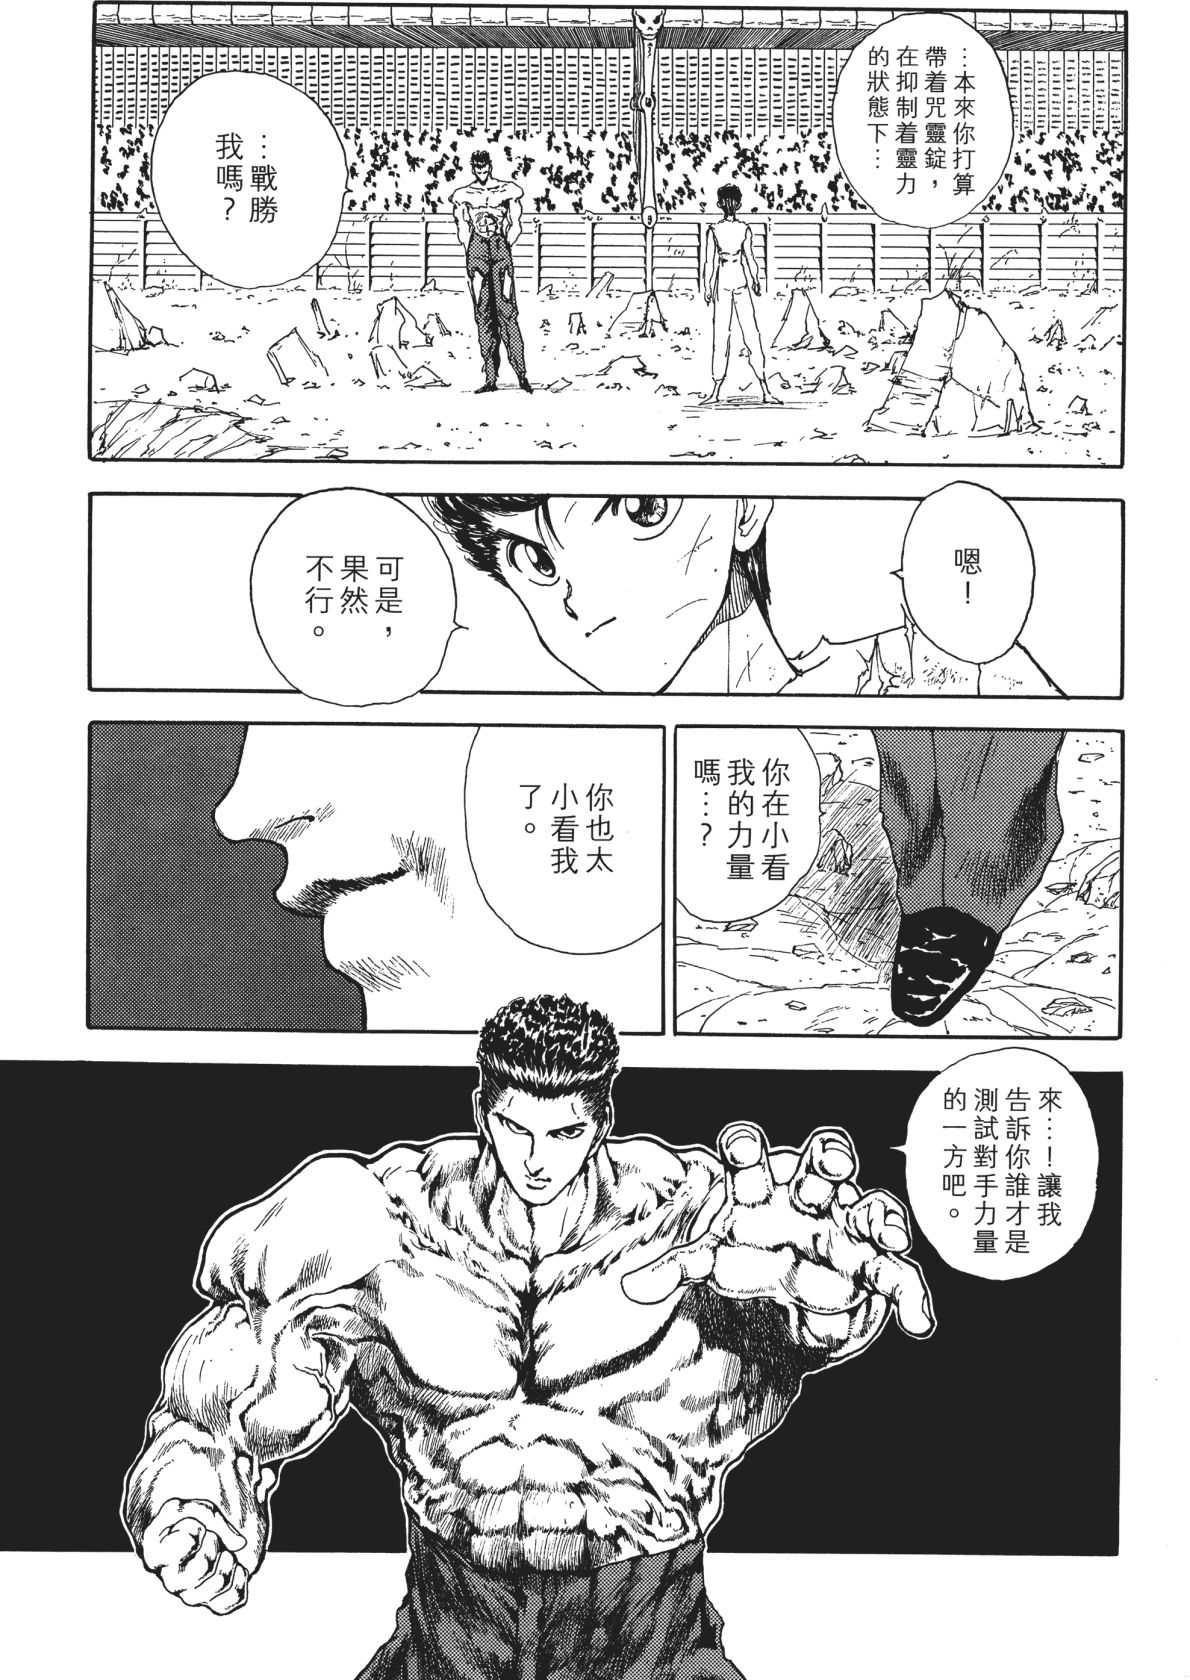 …本來你打算
帶着咒靈錠，
在抑制着靈力
的狀態下…
…戰勝
我嗎？
嗯！
可是，
果然
不行。
你在小看
我的力量
嗎…？
你也太
小看我
了。
來…！讓我
告訴你誰才是
測試對手力量
的一方吧。